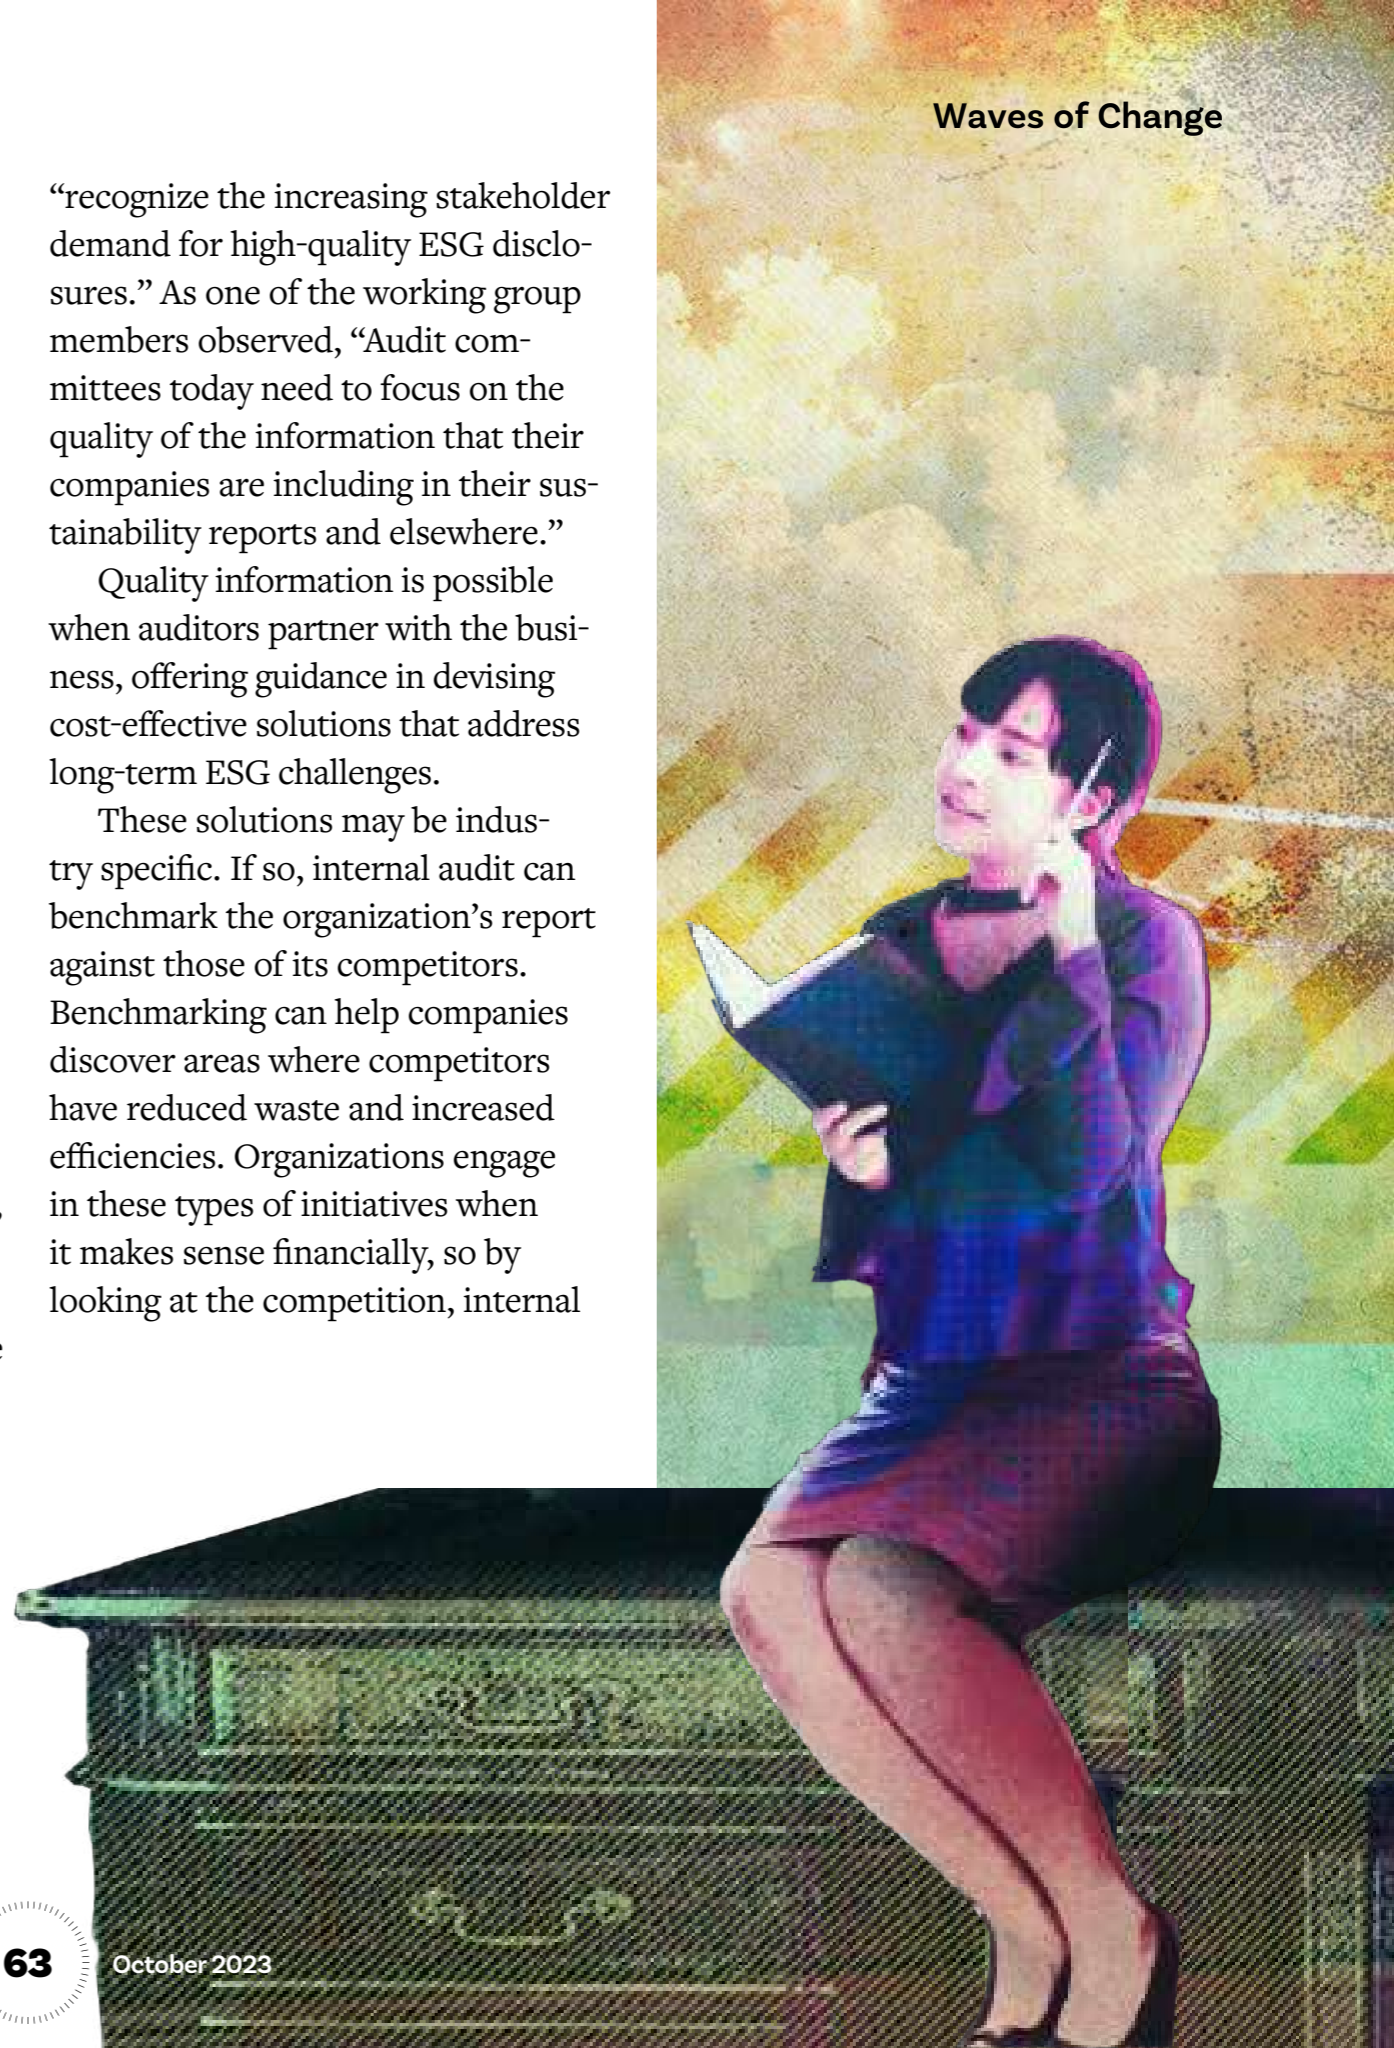 Waves of Change
“recognize the increasing stakeholder
demand for high-quality ESG disclo-
sures.” As one of the working group
members observed, “Audit com-
mittees today need to focus on the
quality of the information that their
companies are including in their sus-
tainability reports and elsewhere.”
Quality information is possible
when auditors partner with the busi-
ness, offering guidance in devising
cost-effective solutions that address
long-term ESG challenges.
These solutions may be indus-
try specific. If so, internal audit can
benchmark the organization’s report
against those of its competitors.
Benchmarking can help companies
discover areas where competitors
have reduced waste and increased
efficiencies. Organizations engage
in these types of initiatives when
it makes sense financially, so by
looking at the competition, internal
63
October 2023